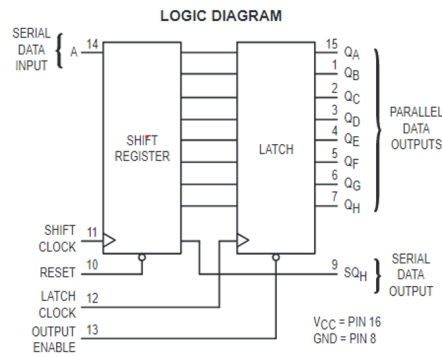 LOGIC DIAGRAM
SERIAL
DATA
INPUT
A
14
SHIFT
REGISTER
LATCH
15 QA
1 QB
2 QC
3 QD
4 QE
5 QF
6 QG
7 QH
PARALLEL
DATA
OUTPUTS
SHIFT
CLOCK
11
RESET
10
LATCH
CLOCK
12
OUTPUT
ENABLE
13
9 SQH
SERIAL
DATA
OUTPUT
VCC = PIN 16
GND = PIN 8